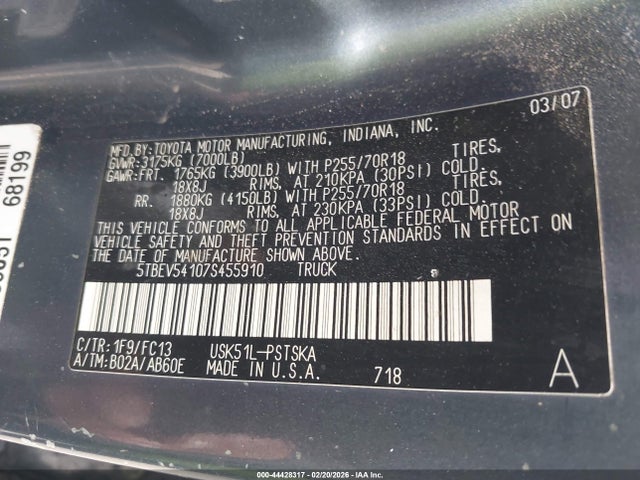 03/07
MFD.BY:TOYOTA MOTOR MANUFACTURING, INDIANA, INC.
GVWR:3175KG (7000LB)
GAWR:FRT. 1765KG (3900LB) WITH P255/70R18 TIRES,
18X8J RIMS, AT 210KPA (30PSI) COLD.
RR. 1880KG (4150LB) WITH P255/70R18 TIRES,
18X8J RIMS, AT 230KPA (33PSI) COLD.
THIS VEHICLE CONFORMS TO ALL APPLICABLE FEDERAL MOTOR
VEHICLE SAFETY AND THEFT PREVENTION STANDARDS IN EFFECT ON
THE DATE OF MANUFACTURE SHOWN ABOVE.
5TBEV54107S455910 TRUCK
C/TR:1F9/FC13 USK51L-PSTSKA
A/TM:B02A/AB60E MADE IN U.S.A. 718 A
68199
000-44428317 - 02/20/2026 - IAAI, Inc.